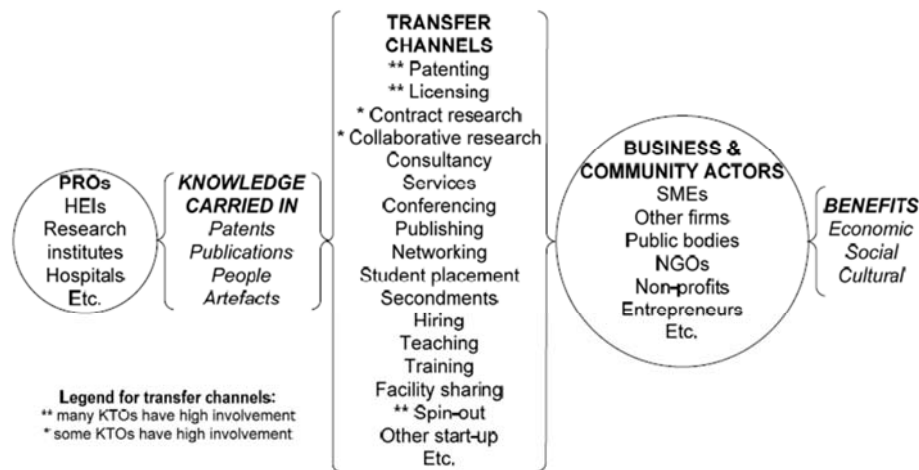 PROs
HEIs
Research
institutes
Hospitals
Etc.
KNOWLEDGE
CARRIED IN
Patents
Publications
People
Artefacts
TRANSFER
CHANNELS
** Patenting
** Licensing
* Contract research
* Collaborative research
Consultancy
Services
Conferencing
Publishing
Networking
Student placement
Secondments
Hiring
Teaching
Training
Facility sharing
** Spin-out
Other start-up
Etc.
BUSINESS &
COMMUNITY ACTORS
SMEs
Other firms
Public bodies
NGOs
Non-profits
Entrepreneurs
Etc.
BENEFITS
Economic
Social
Cultural
Legend for transfer channels:
** many KTOs have high involvement
* some KTOs have high involvement